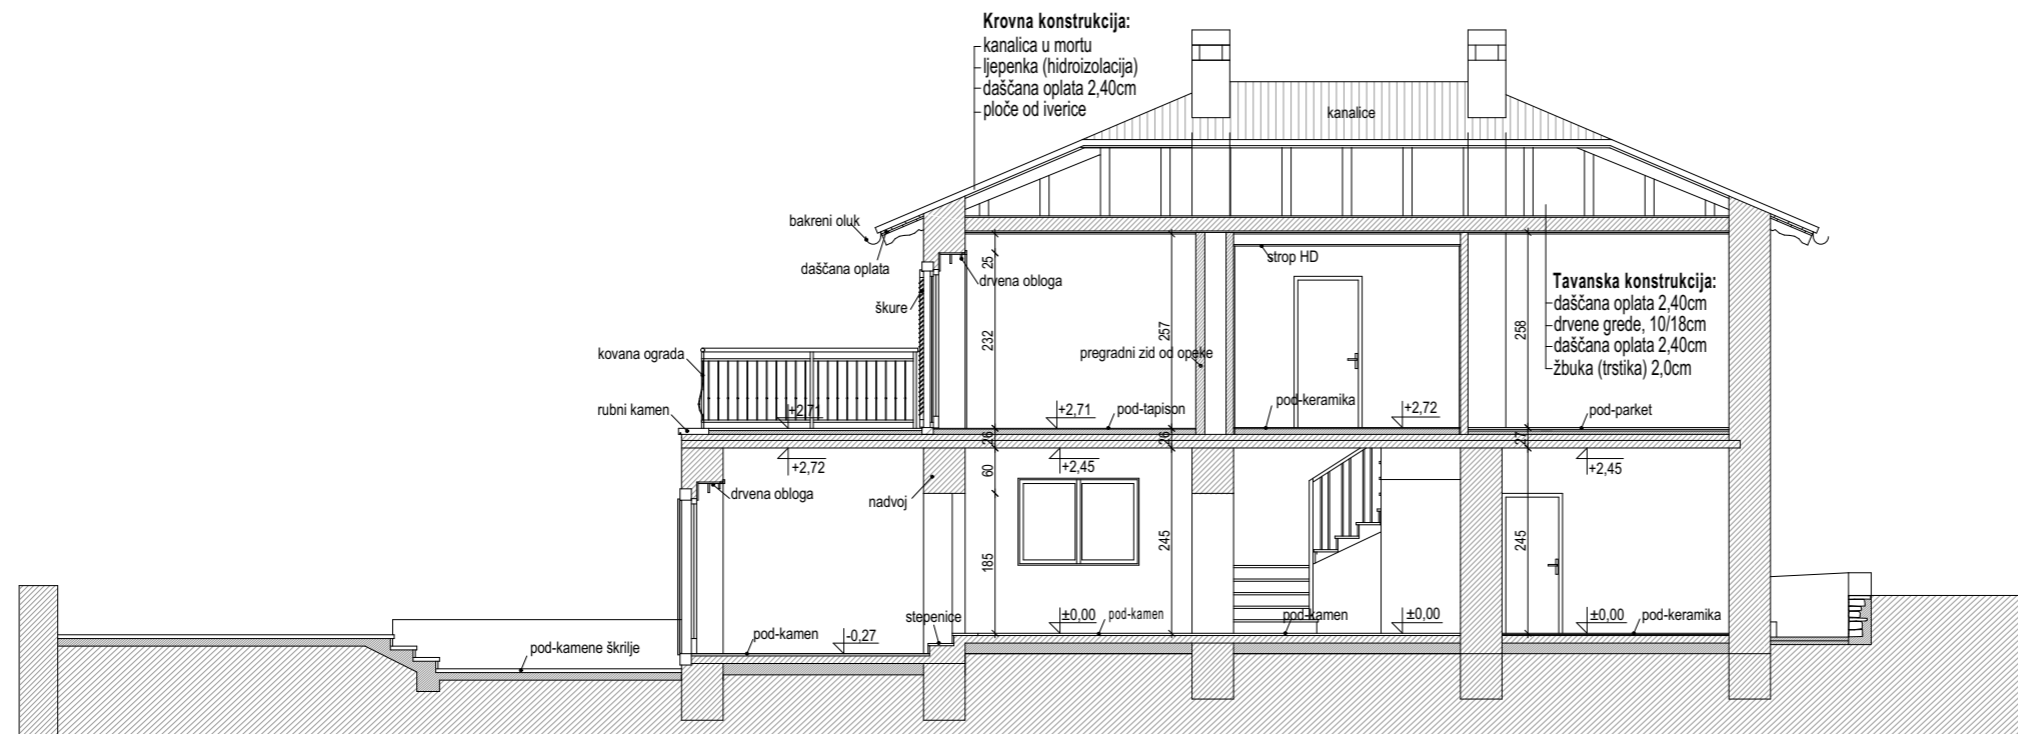 Krovna konstrukcija:
kanalica u mortu
ljepenka (hidroizolacija)
daščana oplata 2,40cm
ploče od iverice
kanalice
bakreni oluk
daščana oplata
škure
drvena obloga
25
232
257
strop HD
258
Tavanska konstrukcija:
daščana oplata 2,40cm
drvene grede, 10/18cm
daščana oplata 2,40cm
žbuka (trstika) 2,0cm
kovana ograda
pregradni zid od opeke
rubni kamen
+2,71
+2,71
pod-tapison
pod-keramika
+2,72
pod-parket
26
26
27
+2,72
+2,45
+2,45
60
drvena obloga
nadvoj
185
245
245
stepenice
±0,00
pod-kamen
pod-kamen
±0,00
±0,00
pod-keramika
pod-kamen
-0,27
pod-kamene škrilje